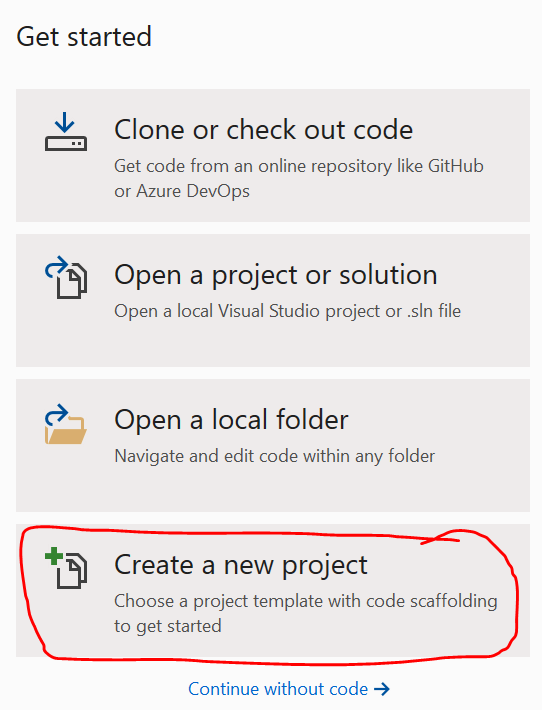 Get started
Clone or check out code
Get code from an online repository like GitHub
or Azure DevOps
Open a project or solution
Open a local Visual Studio project or .sln file
Open a local folder
Navigate and edit code within any folder
Create a new project
Choose a project template with code scaffolding
to get started
Continue without code →